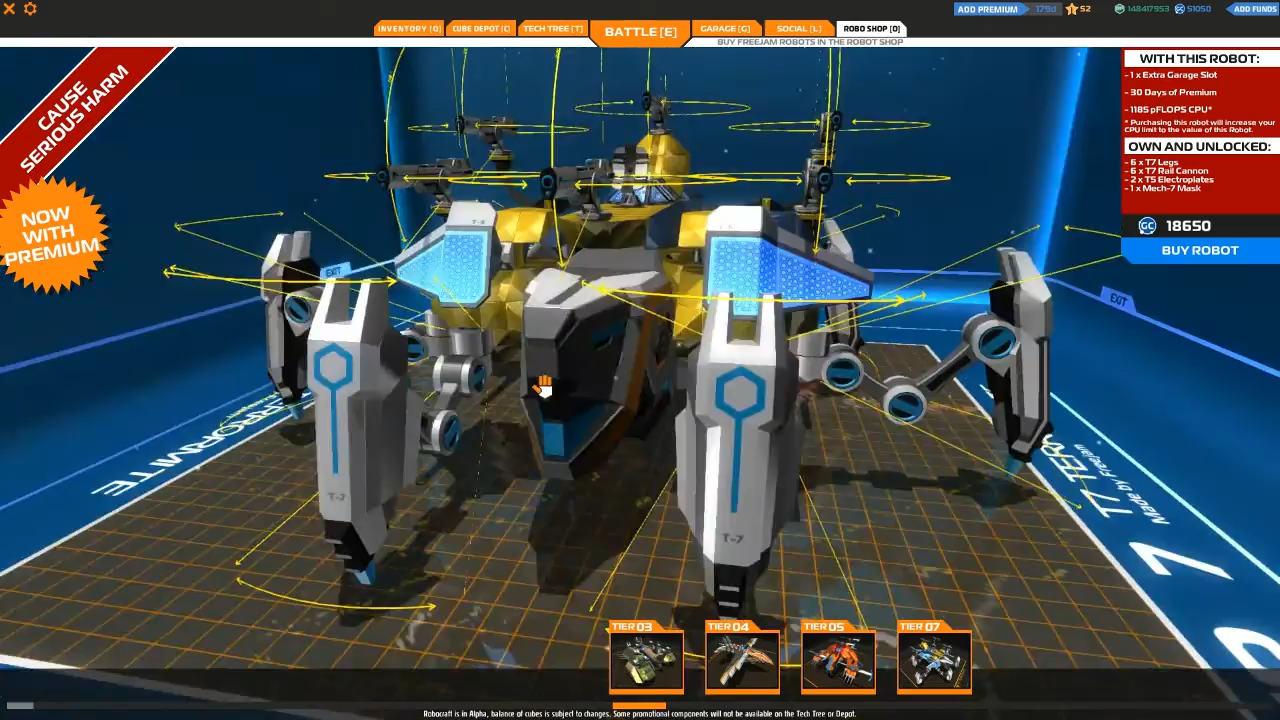 ADD PREMIUM
179d
52
148417953
51050
ADD FUNDS
INVENTORY [Q]
CUBE DEPOT [C]
TECH TREE [T]
BATTLE [E]
GARAGE [G]
SOCIAL [L]
ROBO SHOP [O]
BUY FREEJAM ROBOTS IN THE ROBOT SHOP
CAUSE
SERIOUS HARM
NOW
WITH
PREMIUM
WITH THIS ROBOT:
- 1 x Extra Garage Slot
- 30 Days of Premium
- 1185 pFLOPS CPU*
* Purchasing this robot will increase your
CPU limit to the value of this Robot.
OWN AND UNLOCKED:
- 6 x T7 Legs
- 6 x T7 Rail Cannon
- 2 x T5 Electroplates
- 1 x Mech-7 Mask
GC 18650
BUY ROBOT
EXIT
EXIT
T-7
T-7
Made by Freejam
7
TIER 03
TIER 04
TIER 05
TIER 07
Robocraft is in Alpha, balance of cubes is subject to changes. Some promotional components will not be available on the Tech Tree or Depot.